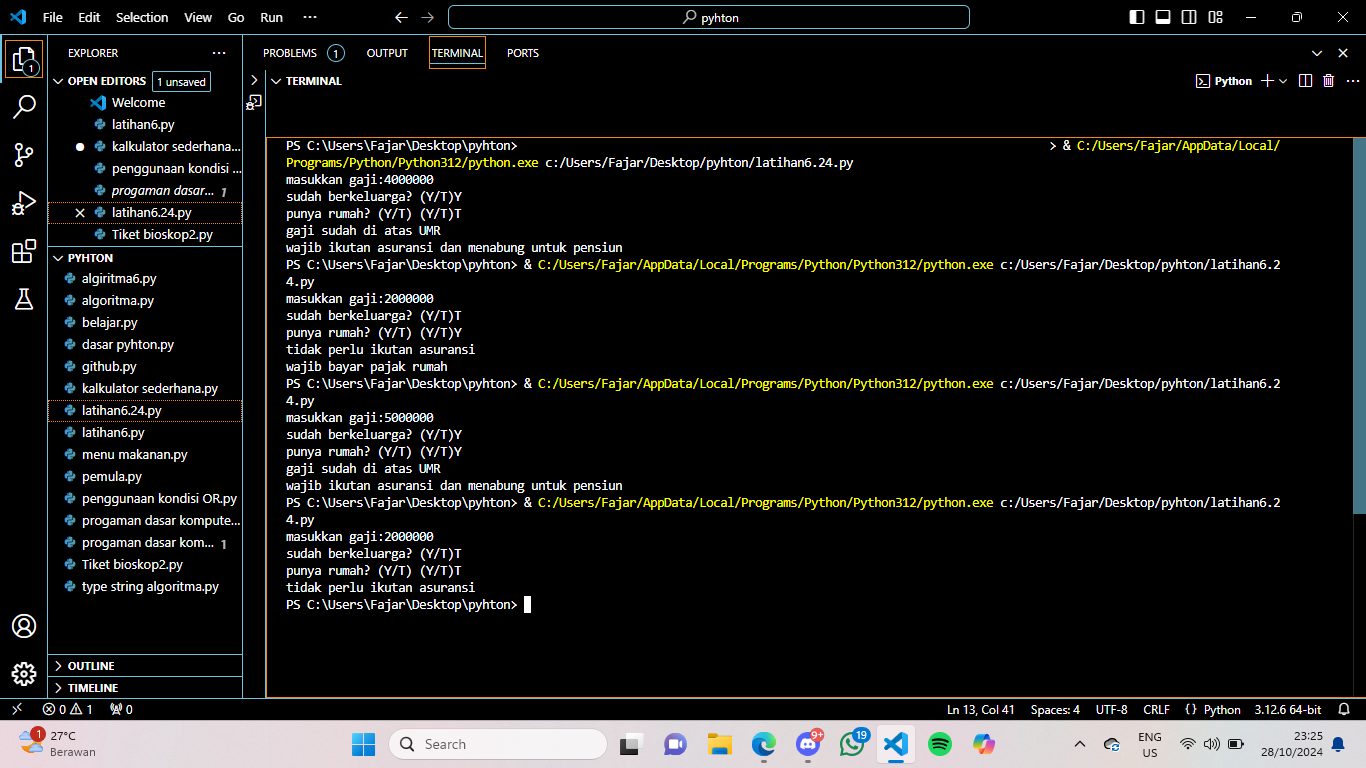 File Edit Selection View Go Run ··· pyhton
EXPLORER ···
OPEN EDITORS 1 unsaved
Welcome
latihan6.py
kalkulator sederhana...
penggunaan kondisi ...
progaman dasar... 1
latihan6.24.py
Tiket bioskop2.py
PYHTON
algiritma6.py
algoritma.py
belajar.py
dasar pyhton.py
github.py
kalkulator sederhana.py
latihan6.24.py
latihan6.py
menu makanan.py
pemula.py
penggunaan kondisi OR.py
progaman dasar compute...
progaman dasar kom... 1
Tiket bioskop2.py
type string algoritma.py
OUTLINE
TIMELINE
PROBLEMS 1 OUTPUT TERMINAL PORTS
TERMINAL
Python
PS C:\Users\Fajar\Desktop\pyhton> > & C:/Users/Fajar/AppData/Local/
Programs/Python/Python312/python.exe c:/Users/Fajar/Desktop/pyhton/latihan6.24.py
masukkan gaji:4000000
sudah berkeluarga? (Y/T)Y
punya rumah? (Y/T) (Y/T)T
gaji sudah di atas UMR
wajib ikutan asuransi dan menabung untuk pensiun
PS C:\Users\Fajar\Desktop\pyhton> & C:/Users/Fajar/AppData/Local/Programs/Python/Python312/python.exe c:/Users/Fajar/Desktop/pyhton/latihan6.2
4.py
masukkan gaji:2000000
sudah berkeluarga? (Y/T)T
punya rumah? (Y/T) (Y/T)Y
tidak perlu ikutan asuransi
wajib bayar pajak rumah
PS C:\Users\Fajar\Desktop\pyhton> & C:/Users/Fajar/AppData/Local/Programs/Python/Python312/python.exe c:/Users/Fajar/Desktop/pyhton/latihan6.2
4.py
masukkan gaji:5000000
sudah berkeluarga? (Y/T)Y
punya rumah? (Y/T) (Y/T)Y
gaji sudah di atas UMR
wajib ikutan asuransi dan menabung untuk pensiun
PS C:\Users\Fajar\Desktop\pyhton> & C:/Users/Fajar/AppData/Local/Programs/Python/Python312/python.exe c:/Users/Fajar/Desktop/pyhton/latihan6.2
4.py
masukkan gaji:2000000
sudah berkeluarga? (Y/T)T
punya rumah? (Y/T) (Y/T)T
tidak perlu ikutan asuransi
PS C:\Users\Fajar\Desktop\pyhton>
0 1 0 Ln 13, Col 41 Spaces: 4 UTF-8 CRLF {} Python 3.12.6 64-bit
1 27°C Berawan Search 9+ 19 ENG US 23:25 28/10/2024